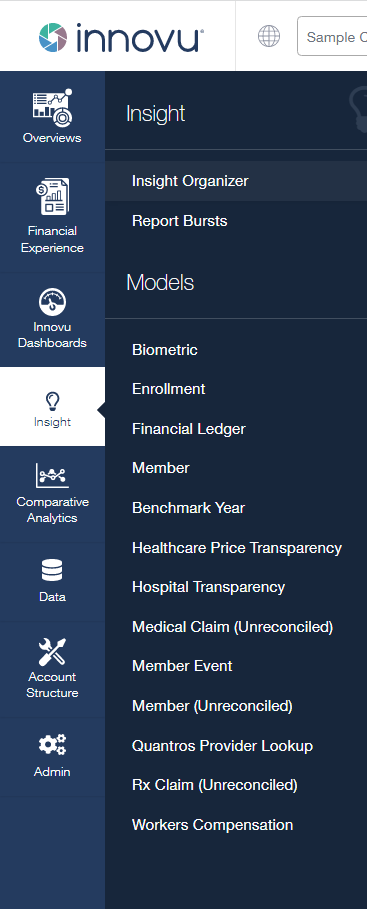 innovu
Sample C
Overviews
Financial
Experience
Innovu
Dashboards
Insight
Comparative
Analytics
Data
Account
Structure
Admin
Insight
Insight Organizer
Report Bursts
Models
Biometric
Enrollment
Financial Ledger
Member
Benchmark Year
Healthcare Price Transparency
Hospital Transparency
Medical Claim (Unreconciled)
Member Event
Member (Unreconciled)
Quantros Provider Lookup
Rx Claim (Unreconciled)
Workers Compensation